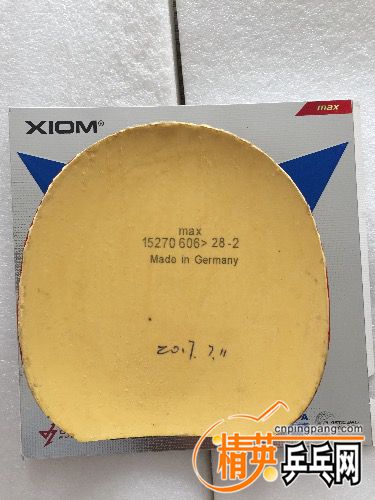 max
XIOM®
max
15270 606> 28-2
Made in Germany
2017.7.11
cnpingpang.com
精英乒乓网